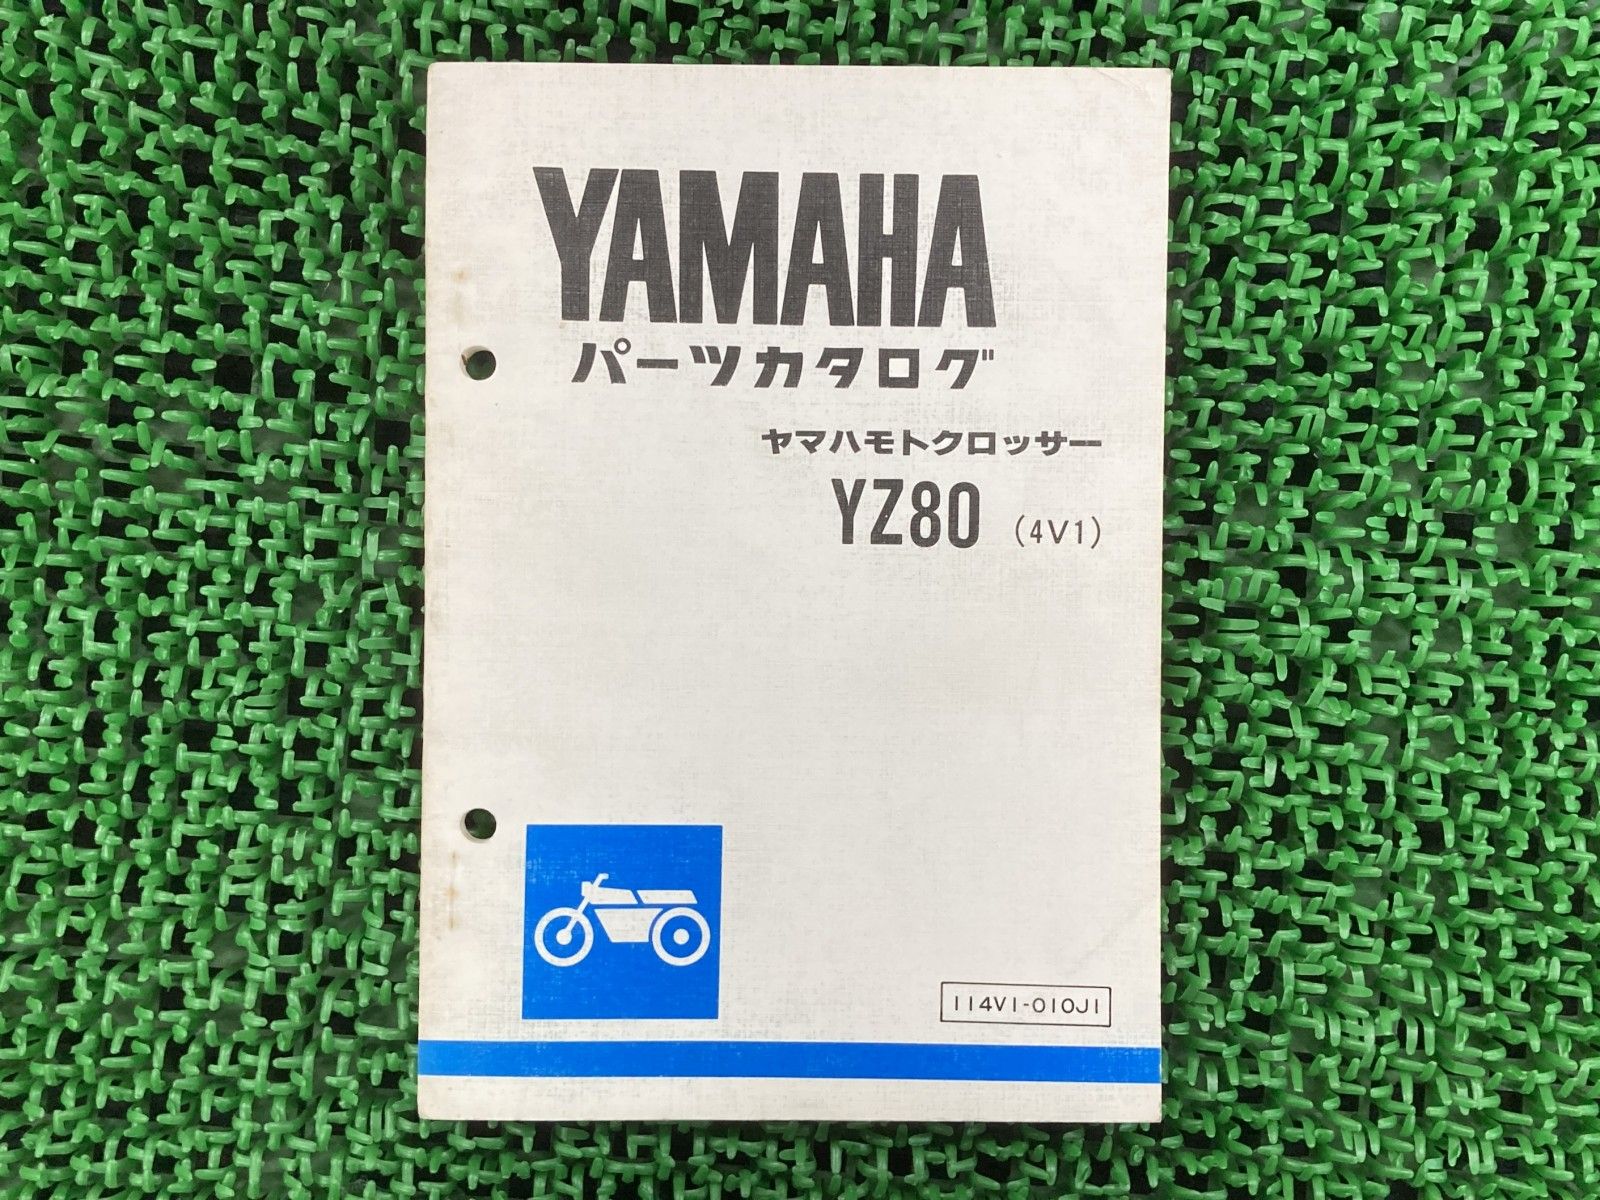 YAMAHA
パーツカタログ
ヤマハモトクロッサー
YZ80 (4V1)
114V1-010J1